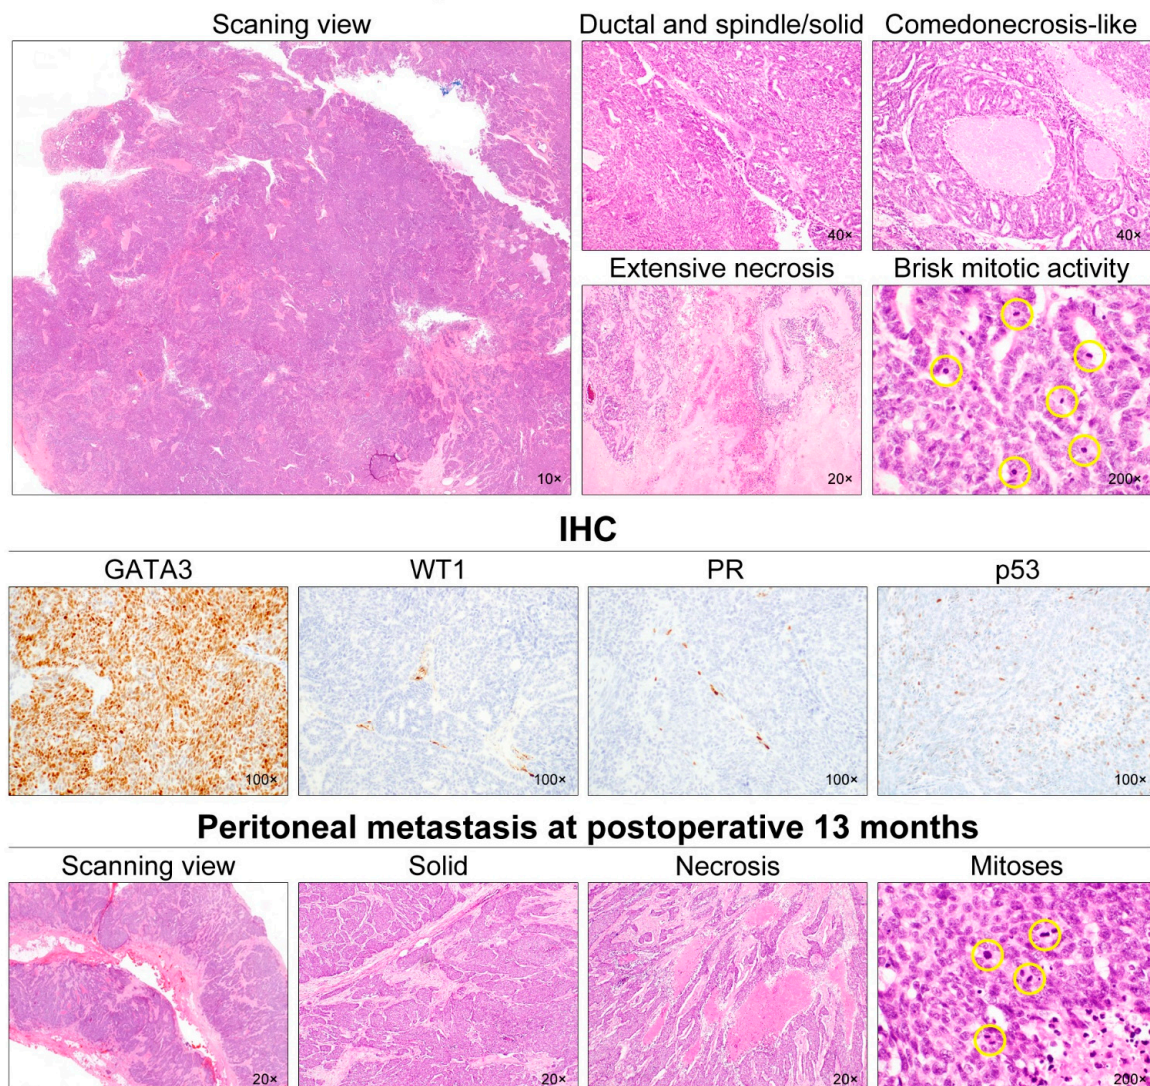 Scaning view
Ductal and spindle/solid
Comedonecrosis-like
40×
40×
Extensive necrosis
Brisk mitotic activity
10×
20×
200×
IHC
GATA3
WT1
PR
p53
100×
100×
100×
100×
Peritoneal metastasis at postoperative 13 months
Scanning view
Solid
Necrosis
Mitoses
20×
20×
20×
200×